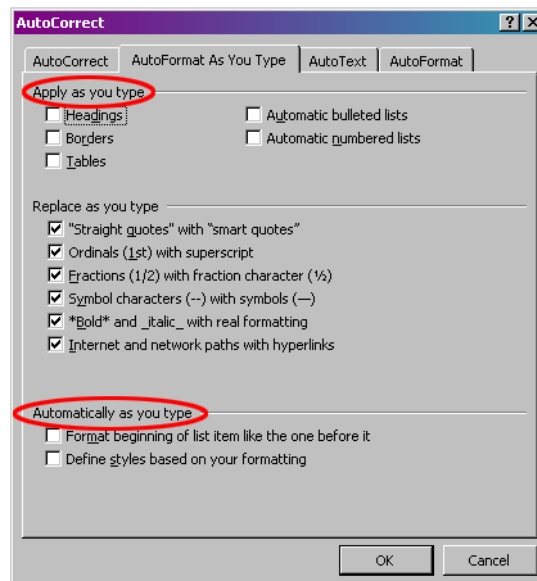 AutoCorrect
AutoCorrect AutoFormat As You Type AutoText AutoFormat
Apply as you type
Headings Automatic bulleted lists
Borders Automatic numbered lists
Tables
Replace as you type
"Straight quotes" with “smart quotes”
Ordinals (1st) with superscript
Fractions (1/2) with fraction character (½)
Symbol characters (--) with symbols (—)
*Bold* and _italic_ with real formatting
Internet and network paths with hyperlinks
Automatically as you type
Format beginning of list item like the one before it
Define styles based on your formatting
OK Cancel